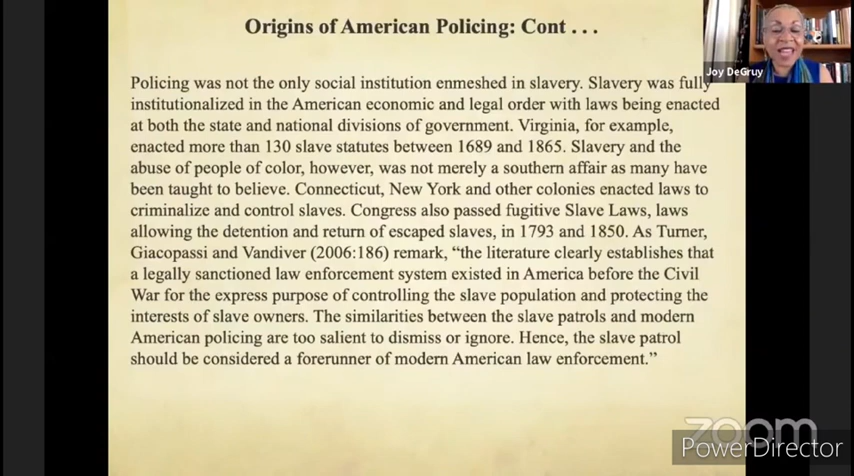 Origins of American Policing: Cont . . .
Joy DeGruy
Policing was not the only social institution enmeshed in slavery. Slavery was fully
institutionalized in the American economic and legal order with laws being enacted
at both the state and national divisions of government. Virginia, for example,
enacted more than 130 slave statutes between 1689 and 1865. Slavery and the
abuse of people of color, however, was not merely a southern affair as many have
been taught to believe. Connecticut, New York and other colonies enacted laws to
criminalize and control slaves. Congress also passed fugitive Slave Laws, laws
allowing the detention and return of escaped slaves, in 1793 and 1850. As Turner,
Giacopassi and Vandiver (2006:186) remark, “the literature clearly establishes that
a legally sanctioned law enforcement system existed in America before the Civil
War for the express purpose of controlling the slave population and protecting the
interests of slave owners. The similarities between the slave patrols and modern
American policing are too salient to dismiss or ignore. Hence, the slave patrol
should be considered a forerunner of modern American law enforcement.”
zoom
PowerDirector